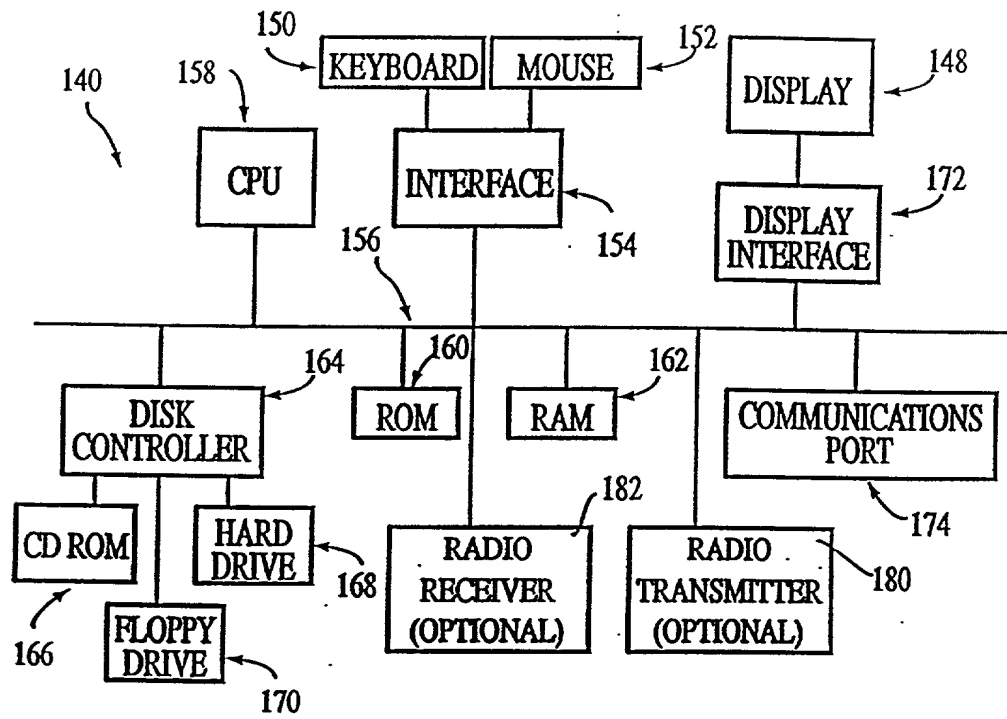 150
KEYBOARD
MOUSE
152
140
158
CPU
INTERFACE
154
DISPLAY
148
172
DISPLAY
INTERFACE
156
164
DISK
CONTROLLER
160
ROM
162
RAM
COMMUNICATIONS
PORT
174
CD ROM
166
HARD
DRIVE
168
FLOPPY
DRIVE
170
182
RADIO
RECEIVER
(OPTIONAL)
RADIO
TRANSMITTER
(OPTIONAL)
180